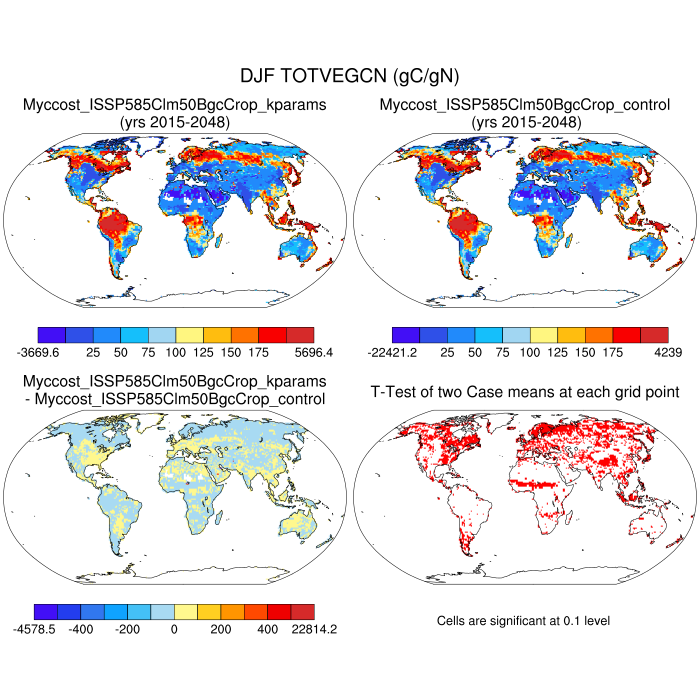 DJF TOTVEGCN (gC/gN)
Myccost_ISSP585Clm50BgcCrop_kparams
(yrs 2015-2048)
Myccost_ISSP585Clm50BgcCrop_control
(yrs 2015-2048)
-3669.6 25 50 75 100 125 150 175 5696.4
-22421.2 25 50 75 100 125 150 175 4239
Myccost_ISSP585Clm50BgcCrop_kparams
- Myccost_ISSP585Clm50BgcCrop_control
T-Test of two Case means at each grid point
-4578.5 -400 -200 0 200 400 22814.2
Cells are significant at 0.1 level